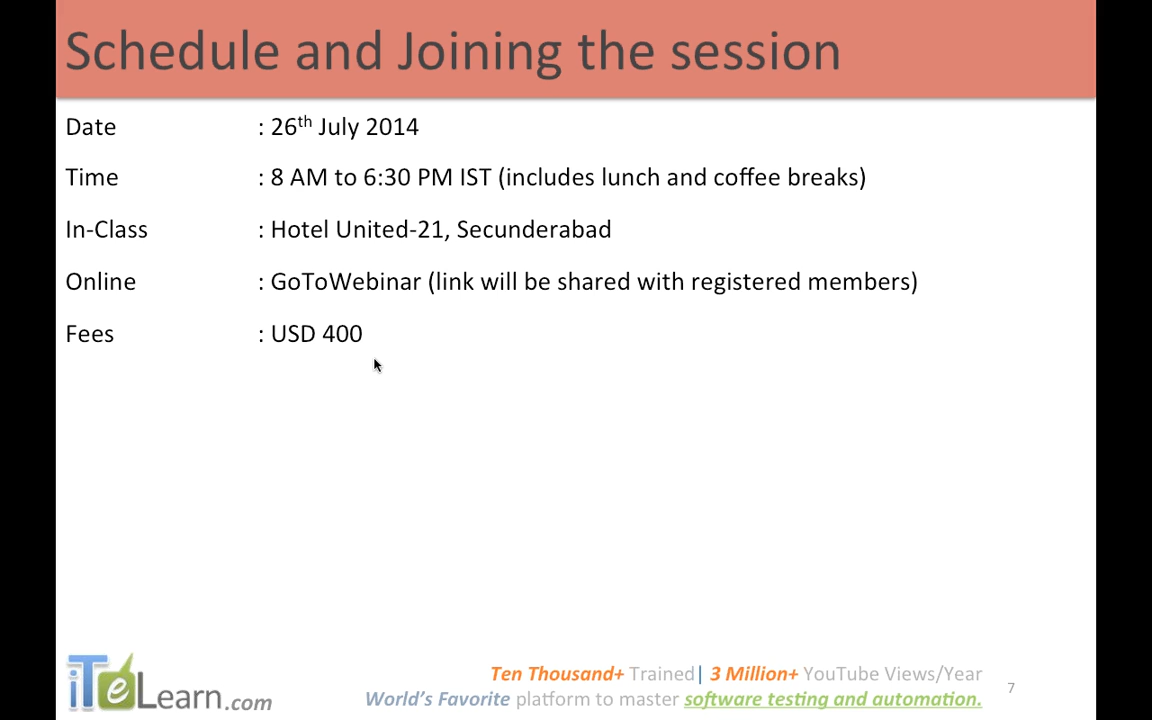 Schedule and Joining the session
Date : 26th July 2014
Time : 8 AM to 6:30 PM IST (includes lunch and coffee breaks)
In-Class : Hotel United-21, Secunderabad
Online : GoToWebinar (link will be shared with registered members)
Fees : USD 400
iTeLearn.com
Ten Thousand+ Trained| 3 Million+ YouTube Views/Year
World's Favorite platform to master software testing and automation.
7